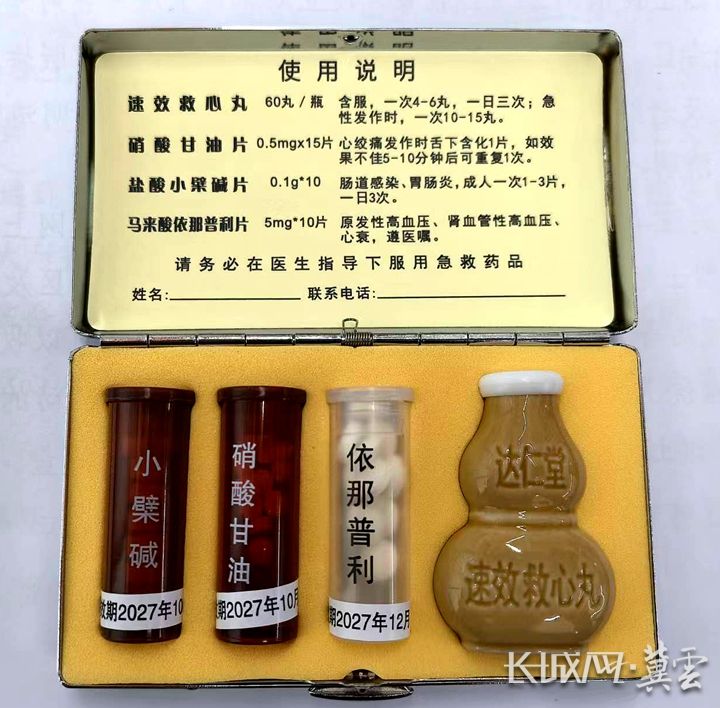 使用说明
速效救心丸 60丸/瓶 含服，一次4-6丸，一日三次；急
性发作时，一次10-15丸。
硝酸甘油片 0.5mgx15片 心绞痛发作时舌下含化1片，如效
果不佳5-10分钟后可重复1次。
盐酸小檗碱片 0.1g*10 肠道感染、胃肠炎，成人一次1-3片，
一日3次。
马来酸依那普利片 5mg*10片 原发性高血压、肾血管性高血压、
心衰，遵医嘱。
请务必在医生指导下服用急救药品
姓名: 联系电话:
小檗碱
效期2027年10
硝酸甘油
期2027年10月
依那普利
期2027年12月
达仁堂
速效救心丸
长城网·冀雲